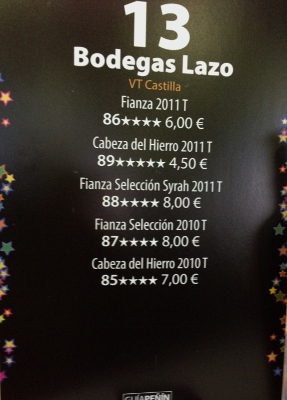 13
Bodegas Lazo
VT Castilla
Fianza 2011 T
86★★★★ 6,00 €
Cabeza del Hierro 2011 T
89★★★★★ 4,50 €
Fianza Selección Syrah 2011 T
88★★★★ 8,00 €
Fianza Selección 2010 T
87★★★★ 8,00 €
Cabeza del Hierro 2010 T
85★★★★ 7,00 €
GUÍAPEÑÍN